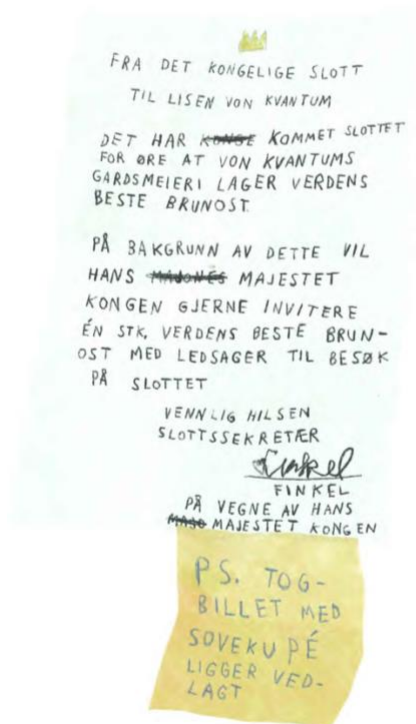 FRA DET KONGELIGE SLOTT
TIL LISEN VON KVANTUM
DET HAR KONGE KOMMET SLOTTET
FOR ØRE AT VON KVANTUMS
GARDSMEIERI LAGER VERDENS
BESTE BRUNOST.
PÅ BAKGRUNN AV DETTE VIL
HANS MAJONES MAJESTET
KONGEN GJERNE INVITERE
ÉN STK. VERDENS BESTE BRUN-
OST MED LEDSAGER TIL BESØK
PÅ SLOTTET
VENNLIG HILSEN
SLOTTSSEKRETÆR
Finkel
FINKEL
PÅ VEGNE AV HANS
MAJO MAJESTET KONGEN
PS. TOG-
BILLET MED
SOVEKUPÉ
LIGGER VED-
LAGT